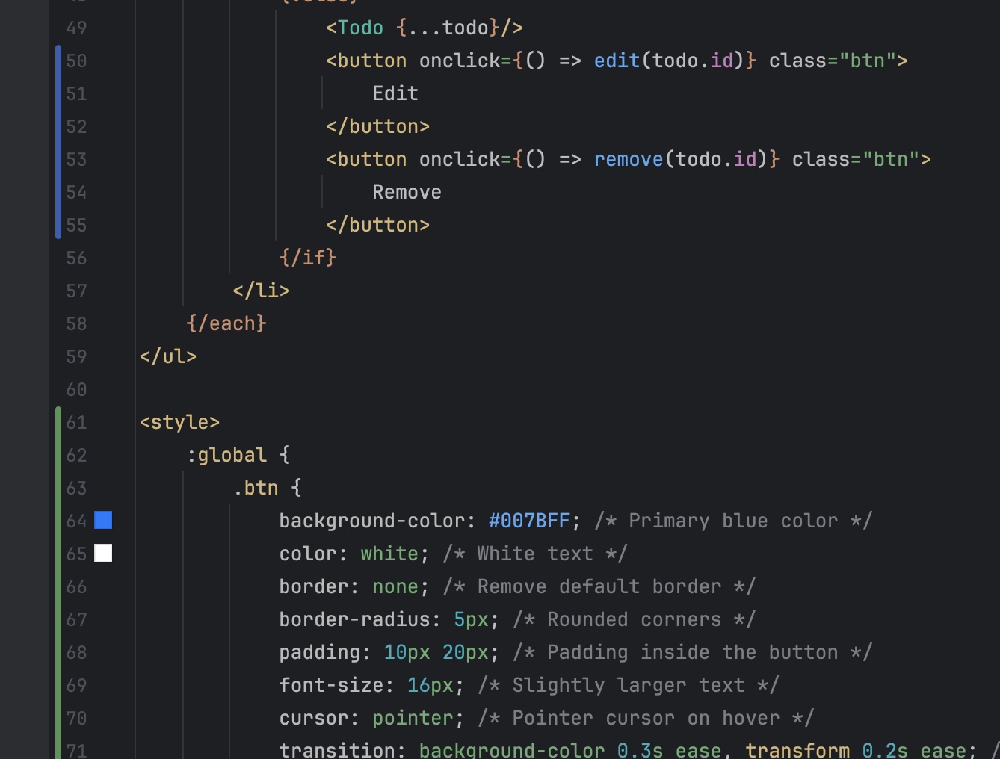 49 <Todo {...todo}/>
50 <button onclick={() => edit(todo.id)} class="btn">
51 Edit
52 </button>
53 <button onclick={() => remove(todo.id)} class="btn">
54 Remove
55 </button>
56 {/if}
57 </li>
58 {/each}
59 </ul>
60
61 <style>
62 :global {
63 .btn {
64 background-color: #007BFF; /* Primary blue color */
65 color: white; /* White text */
66 border: none; /* Remove default border */
67 border-radius: 5px; /* Rounded corners */
68 padding: 10px 20px; /* Padding inside the button */
69 font-size: 16px; /* Slightly larger text */
70 cursor: pointer; /* Pointer cursor on hover */
71 transition: background-color 0.3s ease, transform 0.2s ease; /